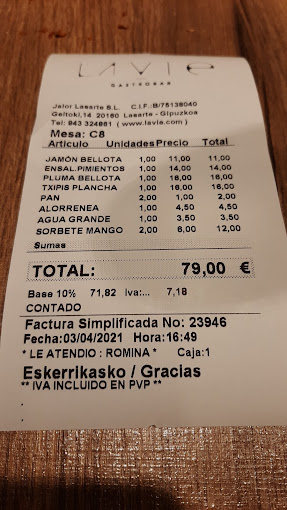 LAVIE
GASTROBAR
Jalor Lasarte S.L. C.I.F.:B/75138040
Geltoki,14 20160 Lasarte - Gipuzkoa
Tel: 943 324861 ( www.lavie.com )
Mesa: C8
Articulo Unidades Precio Total
JAMÓN BELLOTA 1,00 11,00 11,00
ENSAL.PIMIENTOS 1,00 14,00 14,00
PLUMA BELLOTA 1,00 16,00 16,00
TXIPIS PLANCHA 1,00 16,00 16,00
PAN 2,00 1,00 2,00
ALORRENEA 1,00 4,50 4,50
AGUA GRANDE 1,00 3,50 3,50
SORBETE MANGO 2,00 6,00 12,00
Sumas
TOTAL: 79,00 €
Base 10% 71,82 Iva:... 7,18
CONTADO
Factura Simplificada No: 23946
Fecha:03/04/2021 Hora:16:49
* LE ATENDIO : ROMINA * Caja:1
Eskerrikasko / Gracias
** IVA INCLUIDO EN PVP **
.
.